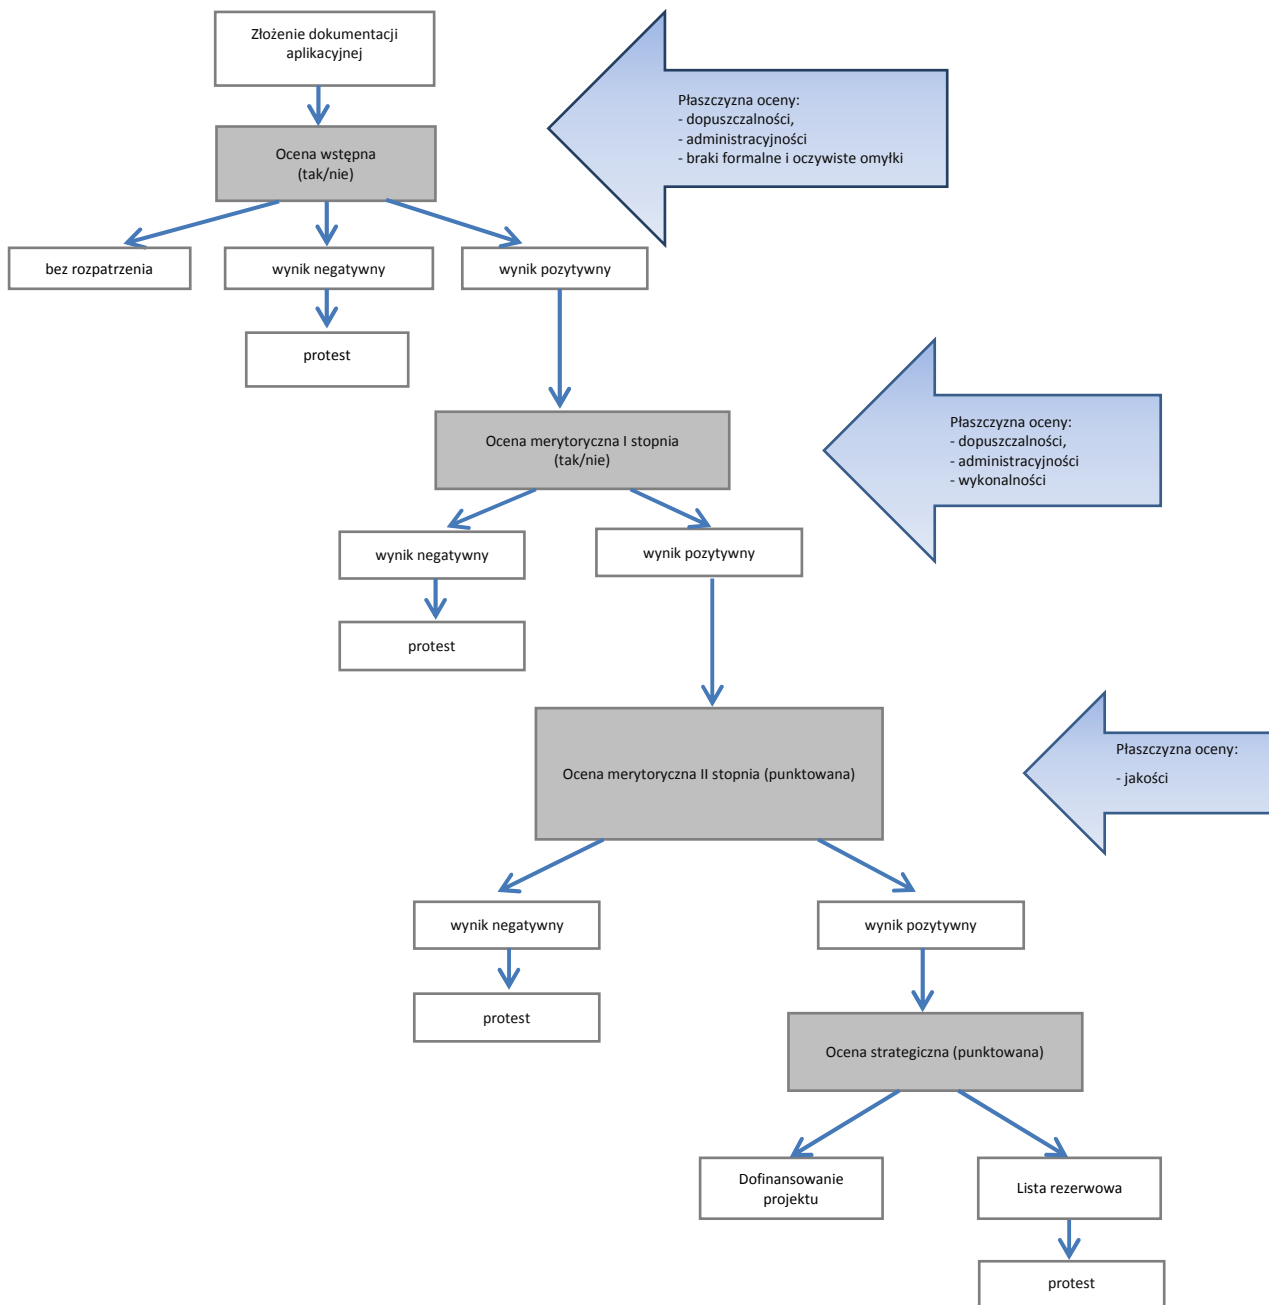 Złożenie dokumentacji
aplikacyjnej
Płaszczyzna oceny:
- dopuszczalności,
- administracyjności
- braki formalne i oczywiste omyłki
Ocena wstępna
(tak/nie)
bez rozpatrzenia
wynik negatywny
wynik pozytywny
protest
Płaszczyzna oceny:
- dopuszczalności,
- administracyjności
- wykonalności
Ocena merytoryczna I stopnia
(tak/nie)
wynik negatywny
wynik pozytywny
protest
Płaszczyzna oceny:
- jakości
Ocena merytoryczna II stopnia (punktowana)
wynik negatywny
wynik pozytywny
protest
Ocena strategiczna (punktowana)
Dofinansowanie
projektu
Lista rezerwowa
protest